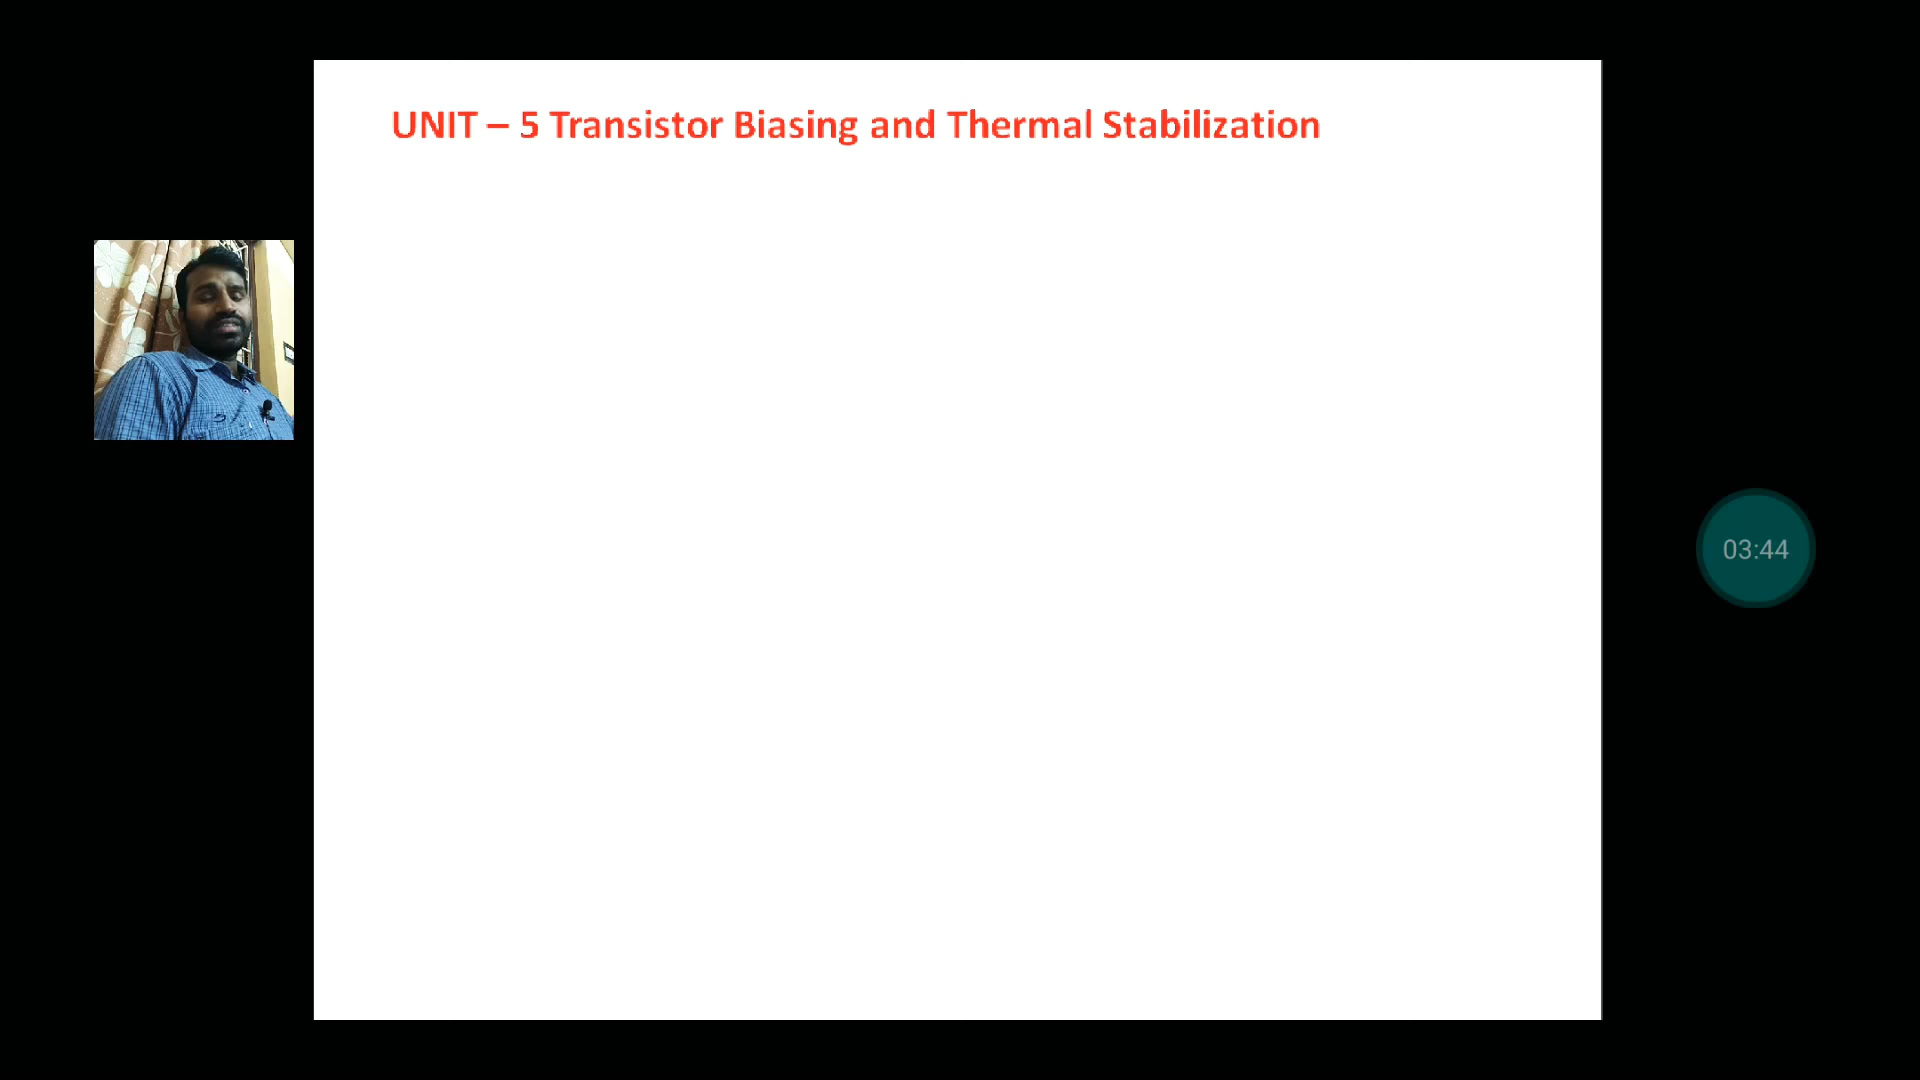 UNIT – 5 Transistor Biasing and Thermal Stabilization
03:44